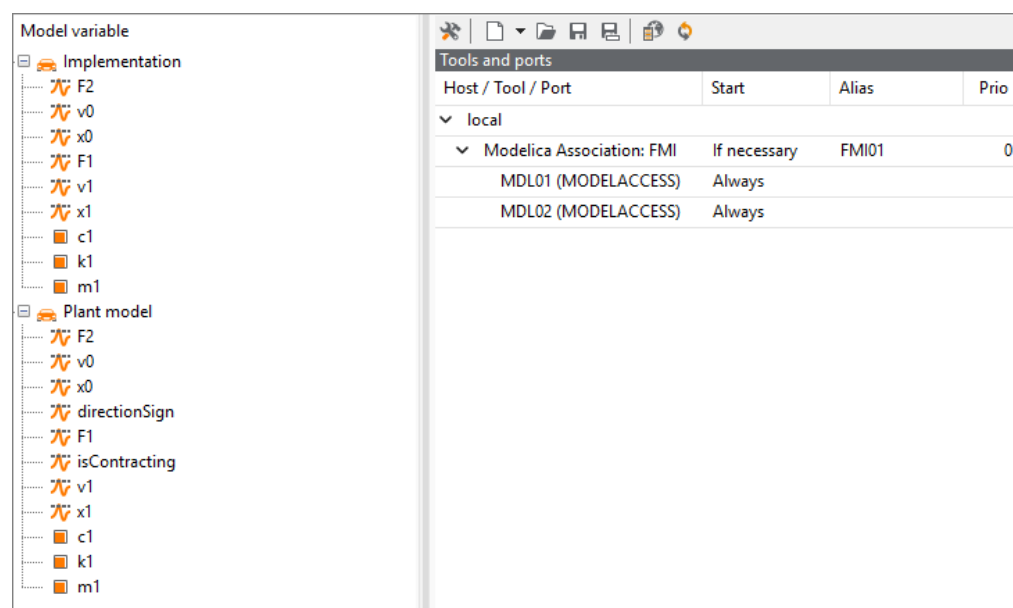 Model variable
Implementation
F2
v0
x0
F1
v1
x1
c1
k1
m1
Plant model
F2
v0
x0
directionSign
F1
isContracting
v1
x1
c1
k1
m1
Tools and ports
Host / Tool / Port Start Alias Prio
local
Modelica Association: FMI If necessary FMI01 0
MDL01 (MODELACCESS) Always
MDL02 (MODELACCESS) Always